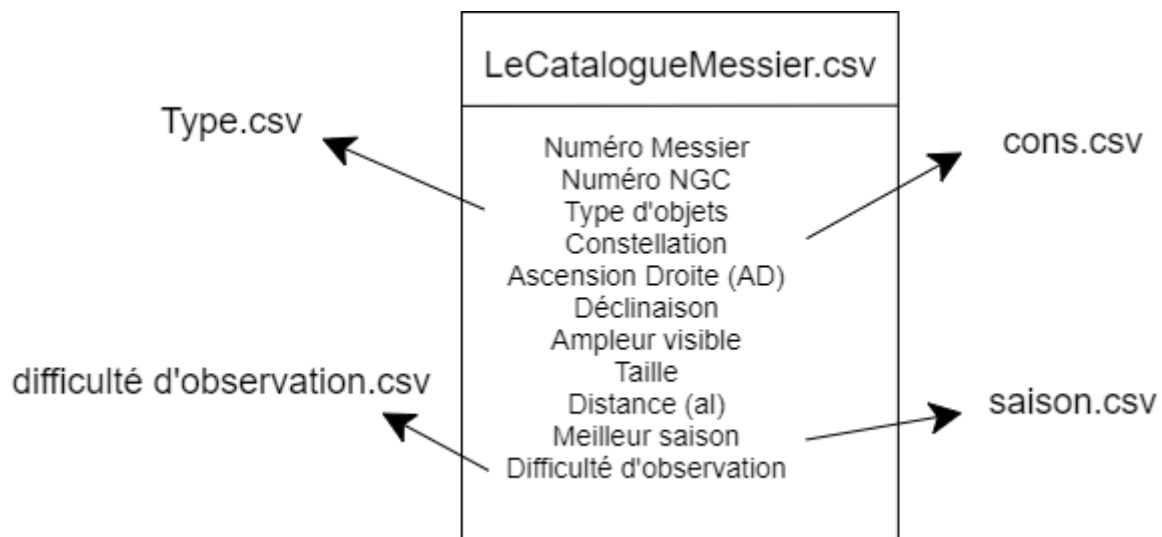 LeCatalogueMessier.csv
Type.csv
cons.csv
Numéro Messier
Numéro NGC
Type d'objets
Constellation
Ascension Droite (AD)
Déclinaison
Ampleur visible
Taille
Distance (al)
Meilleur saison
Difficulté d'observation
difficulté d'observation.csv
saison.csv